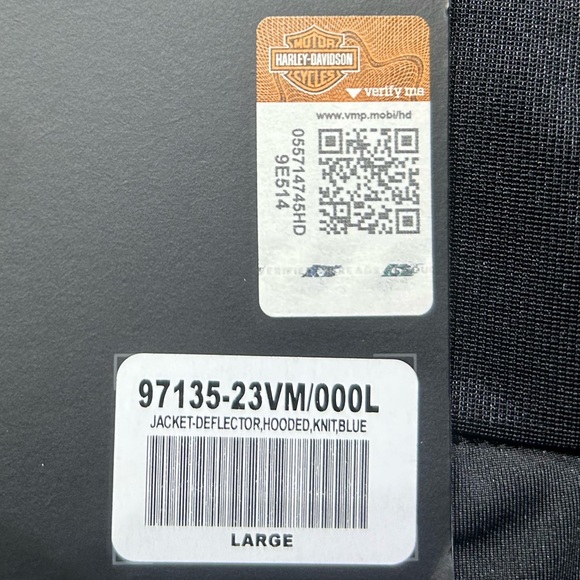 MOTOR
HARLEY-DAVIDSON
CYCLES
verify me
www.vmp.mobi/hd
055714745HD
9E514
97135-23VM/000L
JACKET-DEFLECTOR,HOODED,KNIT,BLUE
LARGE